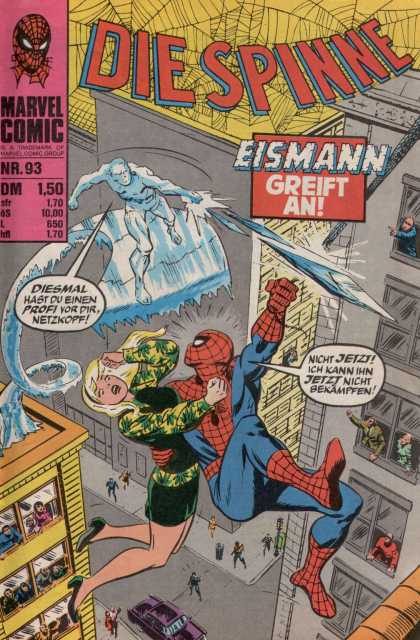 DIE SPINNE
MARVEL
COMIC
IS A TRADEMARK OF
MARVEL COMIC GROUP
NR. 93
DM 1,50
sfr 1,70
öS 10,00
L 650
hfl 1.70
EISMANN
GREIFT
AN!
DIESMAL
HAST DU EINEN
PROFI VOR DIR,
NETZKOPF!
NICHT JETZT!
ICH KANN IHN
JETZT NICHT
BEKÄMPFEN!